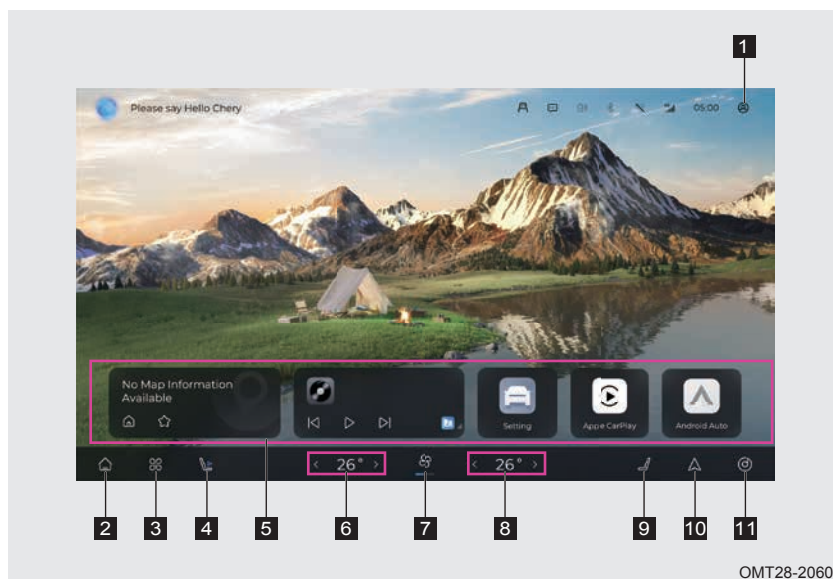 1
Please say Hello Chery
05:00
No Map Information
Available
Setting
Appe CarPlay
Android Auto
26°
26°
2
3
4
5
6
7
8
9
10
11
OMT28-2060